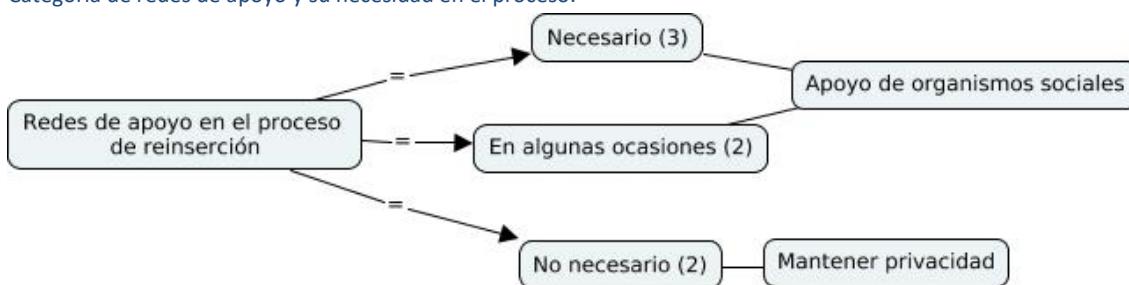 Categoría de redes de apoyo y su necesidad en el proceso.
Necesario (3)
Apoyo de organismos sociales
Redes de apoyo en el proceso
de reinserción
En algunas ocasiones (2)
No necesario (2)
Mantener privacidad
=
=
=